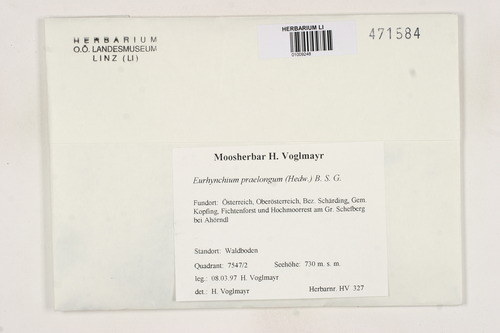 HERBARIUM
O.Ö. LANDESMUSEUM
LINZ (LI)
HERBARIUM LI
01009246
471584
Moosherbar H. Voglmayr
Eurhynchium praelongum (Hedw.) B. S. G.
Fundort: Österreich, Oberösterreich, Bez. Schärding, Gem.
Kopfing, Fichtenforst und Hochmoorrest am Gr. Schefberg
bei Ahörndl
Standort: Waldboden
Quadrant: 7547/2 Seehöhe: 730 m. s. m.
leg.: 08.03.97 H. Voglmayr
det.: H. Voglmayr Herbarnr. HV 327